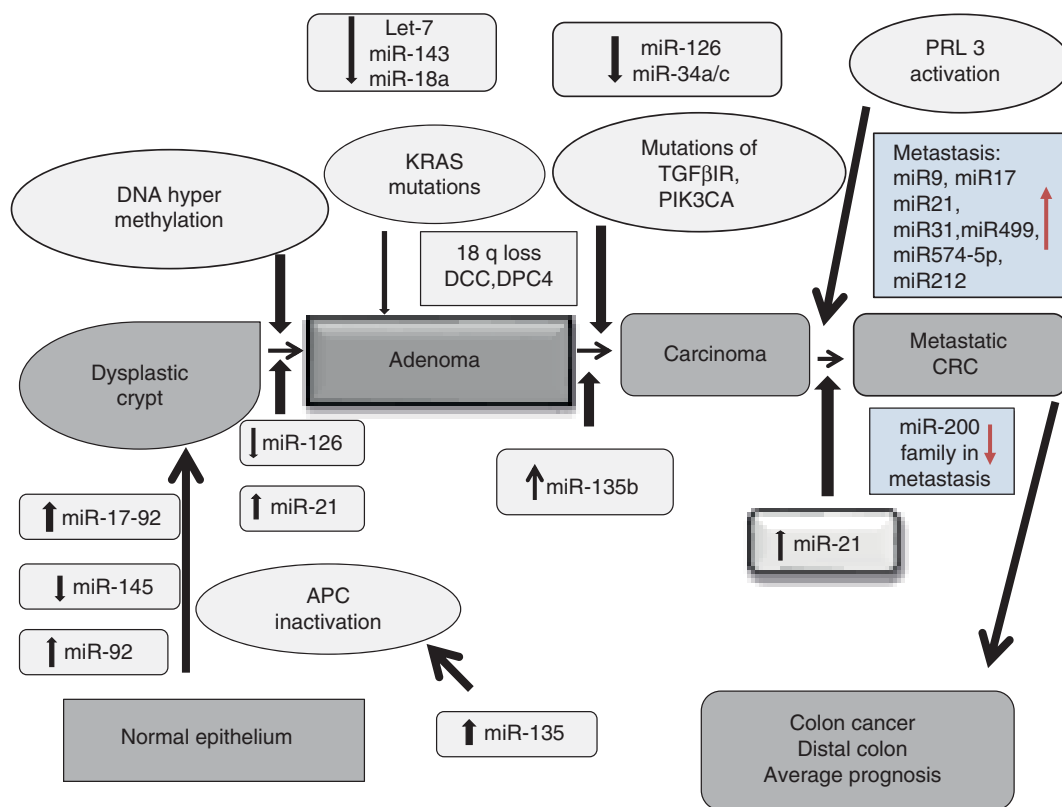 Let-7
miR-143
miR-18a
miR-126
miR-34a/c
PRL 3
activation
DNA hyper
methylation
KRAS
mutations
Mutations of
TGFβIR,
PIK3CA
Metastasis:
miR9, miR17
miR21,
miR31,miR499,
miR574-5p,
miR212
18 q loss
DCC,DPC4
Dysplastic
crypt
Adenoma
Carcinoma
Metastatic
CRC
miR-126
miR-21
miR-135b
miR-200
family in
metastasis
miR-21
miR-17-92
miR-145
miR-92
APC
inactivation
miR-135
Normal epithelium
Colon cancer
Distal colon
Average prognosis